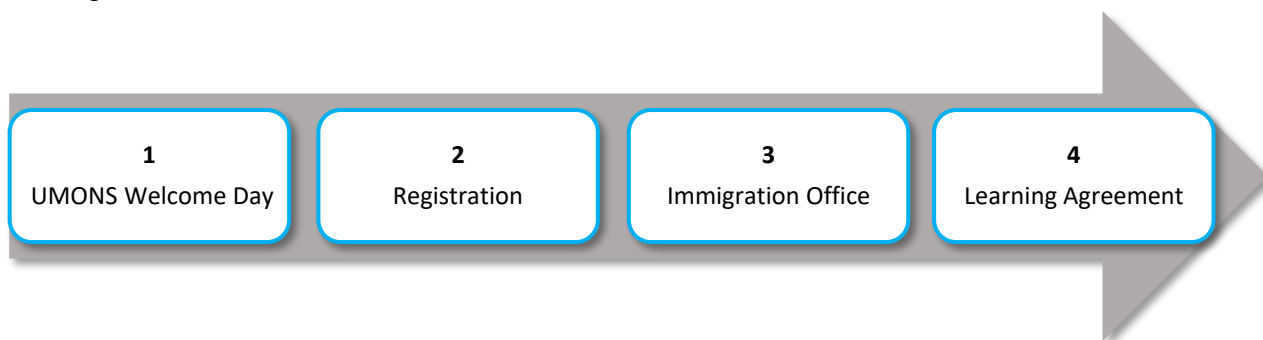 1
UMONS Welcome Day
2
Registration
3
Immigration Office
4
Learning Agreement